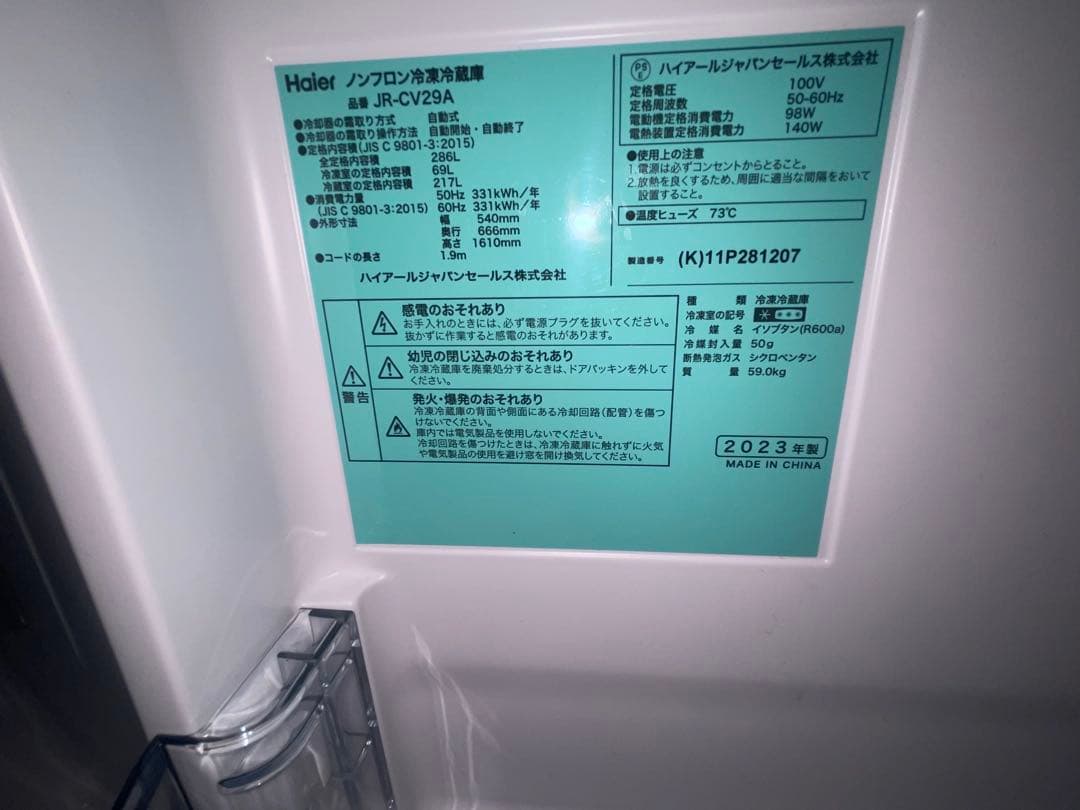 Haier ノンフロン冷凍冷蔵庫
品番 JR-CV29A
●冷却器の霜取り方式 自動式
●冷却器の霜取り操作方法 自動開始・自動終了
●定格内容積(JIS C 9801-3:2015)
全定格内容積 286L
冷凍室の定格内容積 69L
冷蔵室の定格内容積 217L
●消費電力量 50Hz 331kWh/年
(JIS C 9801-3:2015) 60Hz 331kWh/年
●外形寸法 幅 540mm
奥行 666mm
高さ 1610mm
●コードの長さ 1.9m
ハイアールジャパンセールス株式会社
PS E ハイアールジャパンセールス株式会社
定格電圧 100V
定格周波数 50-60Hz
電動機定格消費電力 98W
電熱装置定格消費電力 140W
●使用上の注意
1.電源は必ずコンセントからとること。
2.放熱を良くするため、周囲に適当な間隔をおいて
設置すること。
●温度ヒューズ 73℃
製造番号 (K)11P281207
警告
感電のおそれあり
お手入れのときには、必ず電源プラグを抜いてください。
抜かずに作業すると感電のおそれがあります。
幼児の閉じ込みのおそれあり
冷凍冷蔵庫を廃棄処分するときは、ドアパッキンを外して
ください。
発火・爆発のおそれあり
冷凍冷蔵庫の背面や側面にある冷却回路(配管)を傷つ
けないでください。
庫内では電気製品を使用しないでください。
冷却回路を傷つけたときは、冷凍冷蔵庫に触れずに火気
や電気製品の使用を避け窓を開け換気してください。
種類 冷凍冷蔵庫
冷凍室の記号
冷媒名 イソブタン(R600a)
冷媒封入量 50g
断熱発泡ガス シクロペンタン
質量 59.0kg
2023年製
MADE IN CHINA